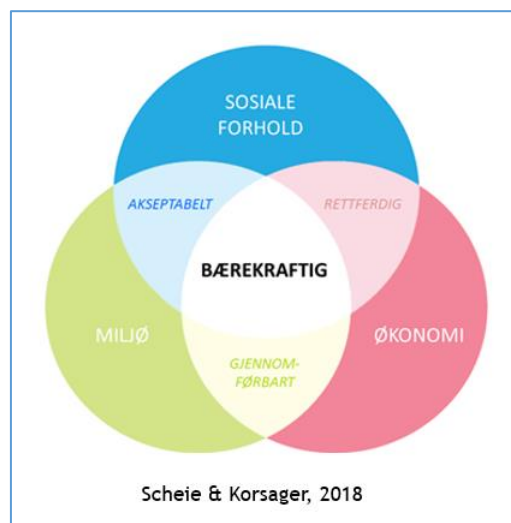 SOSIALE
FORHOLD
AKSEPTABELT
RETTFERDIG
BÆREKRAFTIG
MILJØ
ØKONOMI
GJENNOM-
FØRBART
Scheie & Korsager, 2018